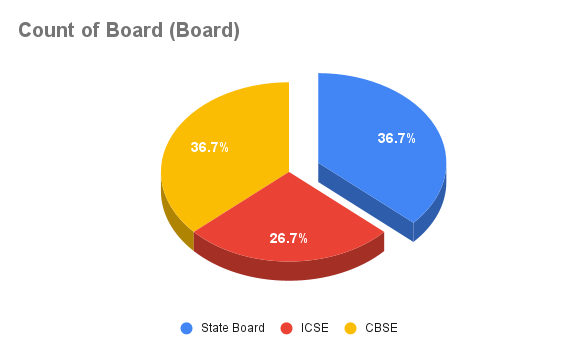 Count of Board (Board)
36.7%
36.7%
26.7%
State Board ICSE CBSE